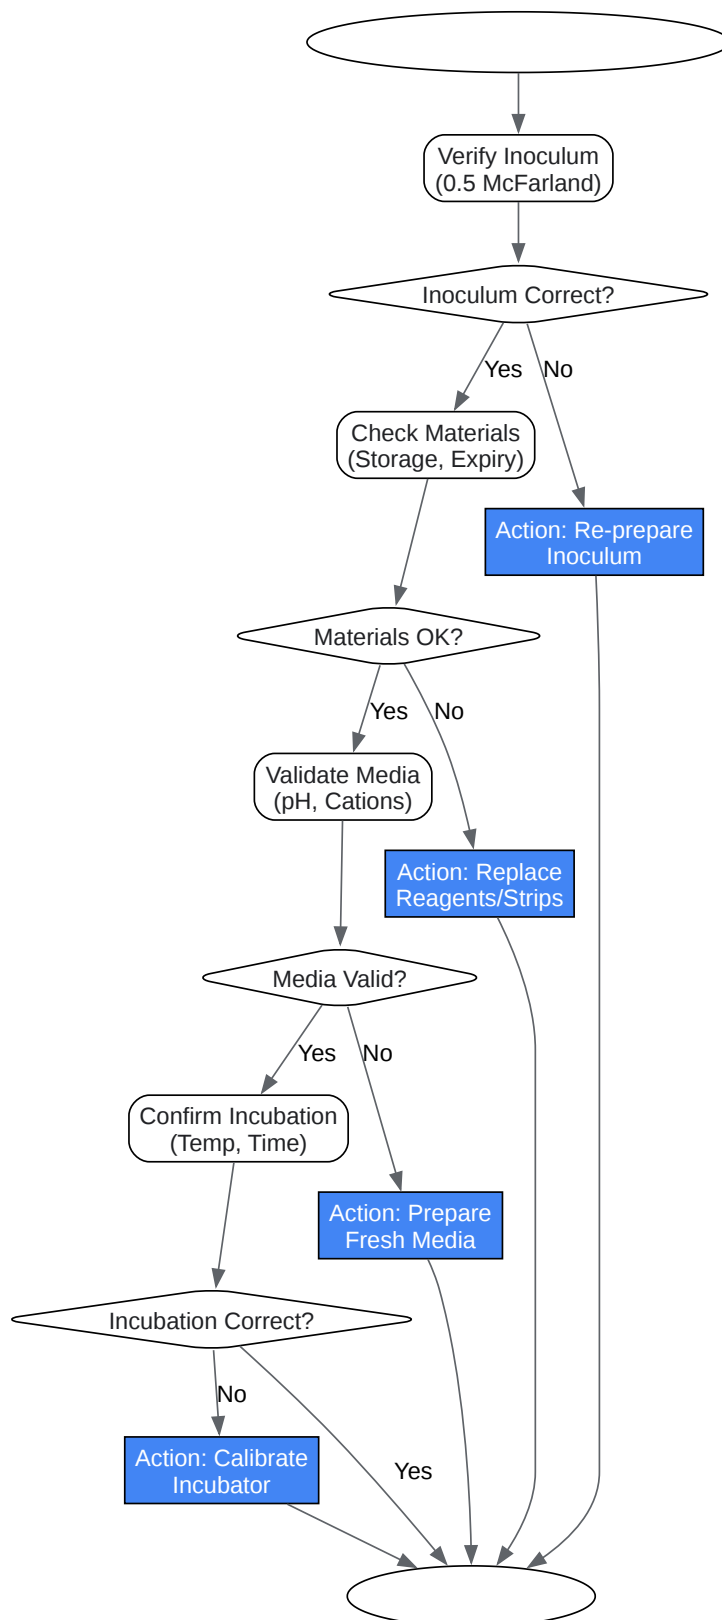 Verify Inoculum
(0.5 McFarland)
Inoculum Correct?
Yes
No
Check Materials
(Storage, Expiry)
Action: Re-prepare
Inoculum
Materials OK?
Yes
No
Validate Media
(pH, Cations)
Action: Replace
Reagents/Strips
Media Valid?
Yes
No
Confirm Incubation
(Temp, Time)
Action: Prepare
Fresh Media
Incubation Correct?
No
Yes
Action: Calibrate
Incubator